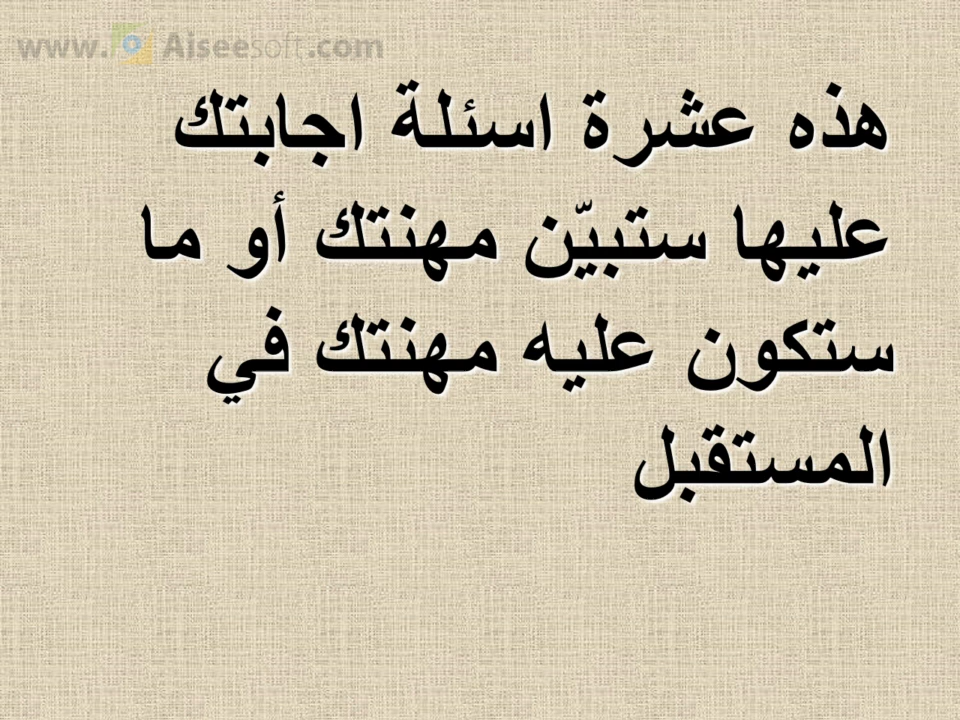 www.Aiseesoft.com
هذه عشرة اسئلة اجابتك
عليها ستبيّن مهنتك أو ما
ستكون عليه مهنتك في
المستقبل